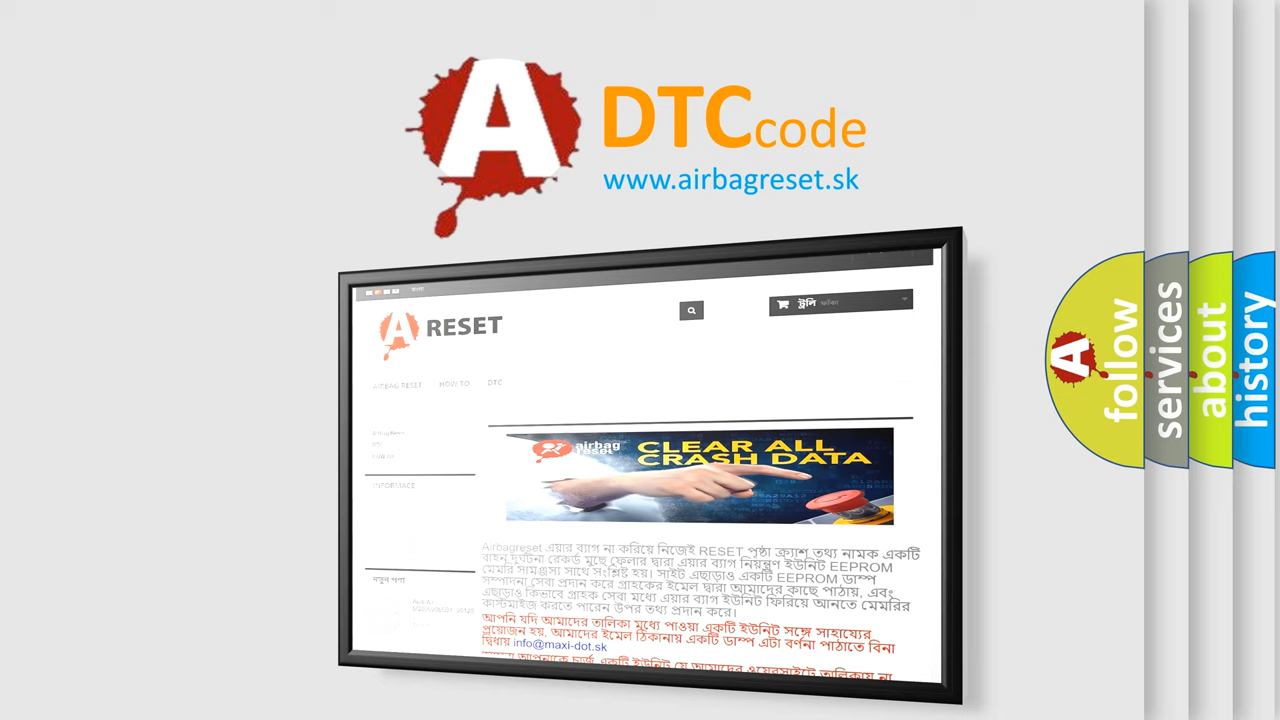 A DTC code
www.airbagreset.sk
বাংলা
A RESET
ট্রলি
AIRBAG RESET HOW TO DTC
INFORMACE
airbag reset
CLEAR ALL
CRASH DATA
Airbagreset এয়ার ব্যাগ না করিয়ে নিজেই RESET পৃষ্ঠা ক্র্যাশ তথ্য নামক একটি
বাহন দুর্ঘটনা রেকর্ড মুছে ফেলার দ্বারা এয়ার ব্যাগ নিয়ন্ত্রণ ইউনিট EEPROM
মেমরি সামঞ্জস্য সাথে সংশ্লিষ্ট হয়। সাইট এছাড়াও একটি EEPROM ডাম্প
সম্পাদনা সেবা প্রদান করে গ্রাহকের ইমেল দ্বারা আমাদের কাছে পাঠায়, এবং
এছাড়াও কিভাবে গ্রাহক সেবা মধ্যে এয়ার ব্যাগ ইউনিট ফিরিয়ে আনতে মেমরির
কাস্টমাইজ করতে পারেন উপর তথ্য প্রদান করে।
আপনি যদি আমাদের তালিকা মধ্যে পাওয়া একটি ইউনিট সঙ্গে সাহায্যের
প্রয়োজন হয়, আমাদের ইমেল ঠিকানায় একটি ডাম্প এটা বর্ণনা পাঠাতে বিনা
দ্বিধায় info@maxi-dot.sk
নতুন পণ্য
A follow
services
about
history